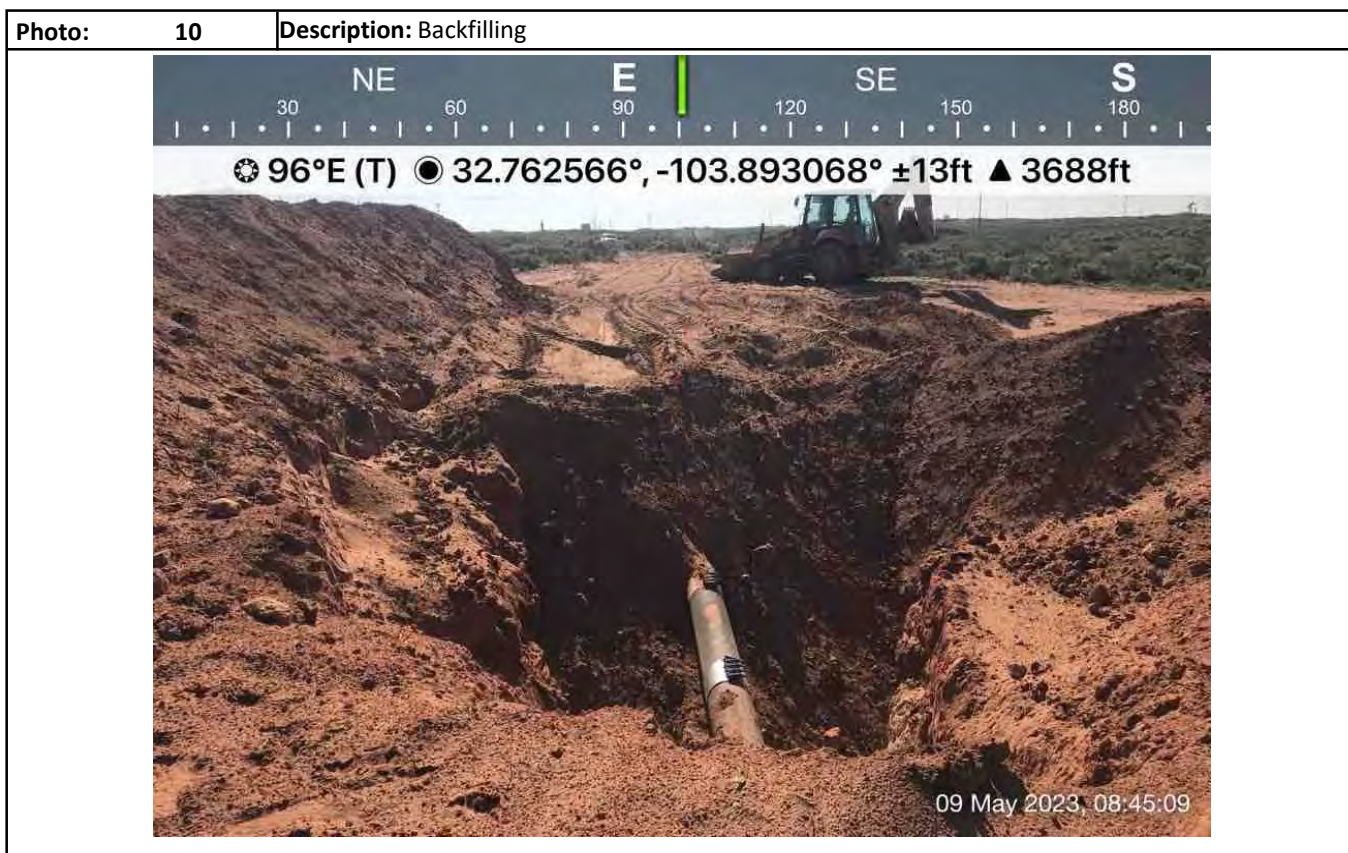 Photo: 10 Description: Backfilling
NE E SE S
30 60 90 120 150 180
96°E (T) 32.762566°, -103.893068° ±13ft ▲ 3688ft
09 May 2023, 08:45:09